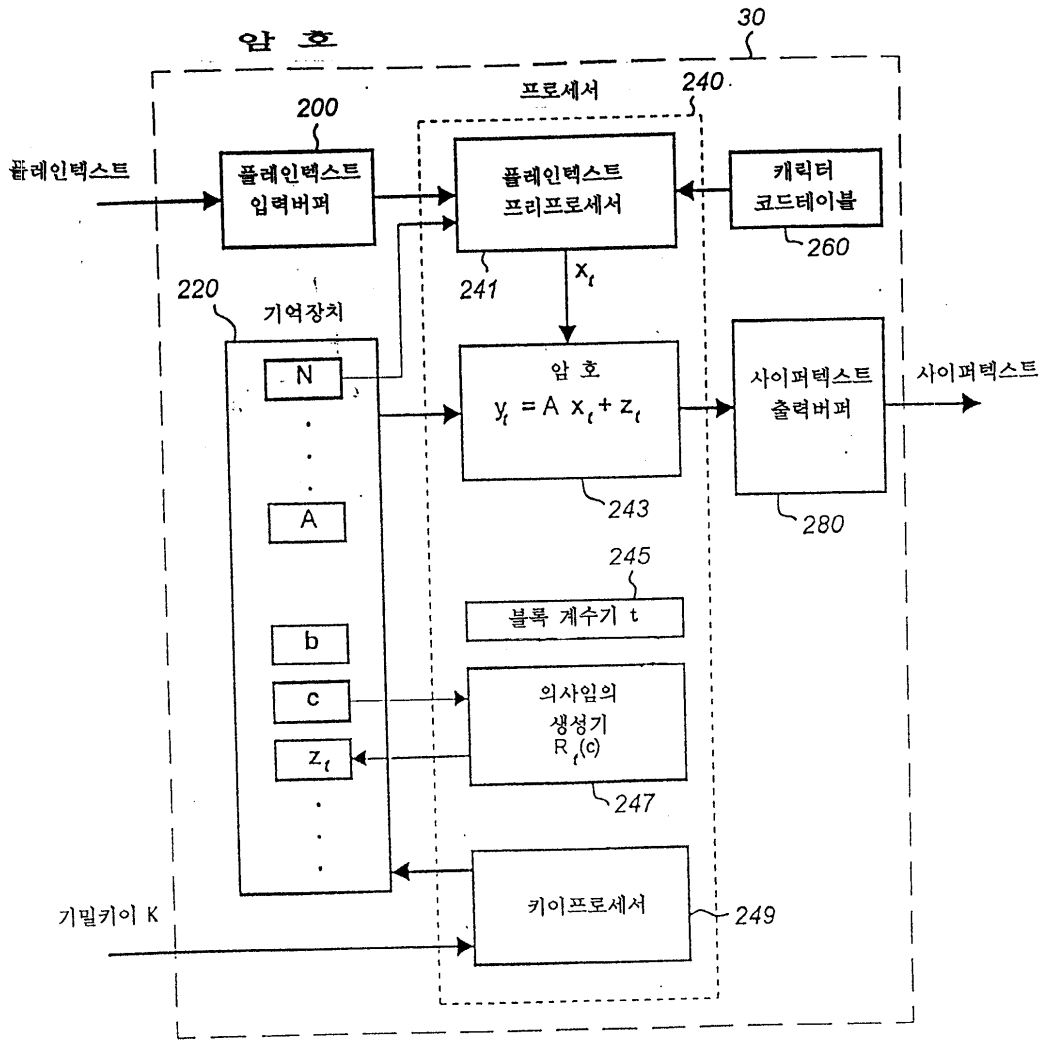 암 호
30
프로세서
240
200
플레인텍스트
플레인텍스트
입력버퍼
플레인텍스트
프리프로세서
캐릭터
코드테이블
241
260
x_t
220
기억장치
N
암 호
y_t = A x_t + z_t
사이퍼텍스트
출력버퍼
사이퍼텍스트
243
280
A
245
블록 계수기 t
b
c
의사임의
생성기
R_t(c)
z_t
247
기밀키이 K
키이프로세서
249